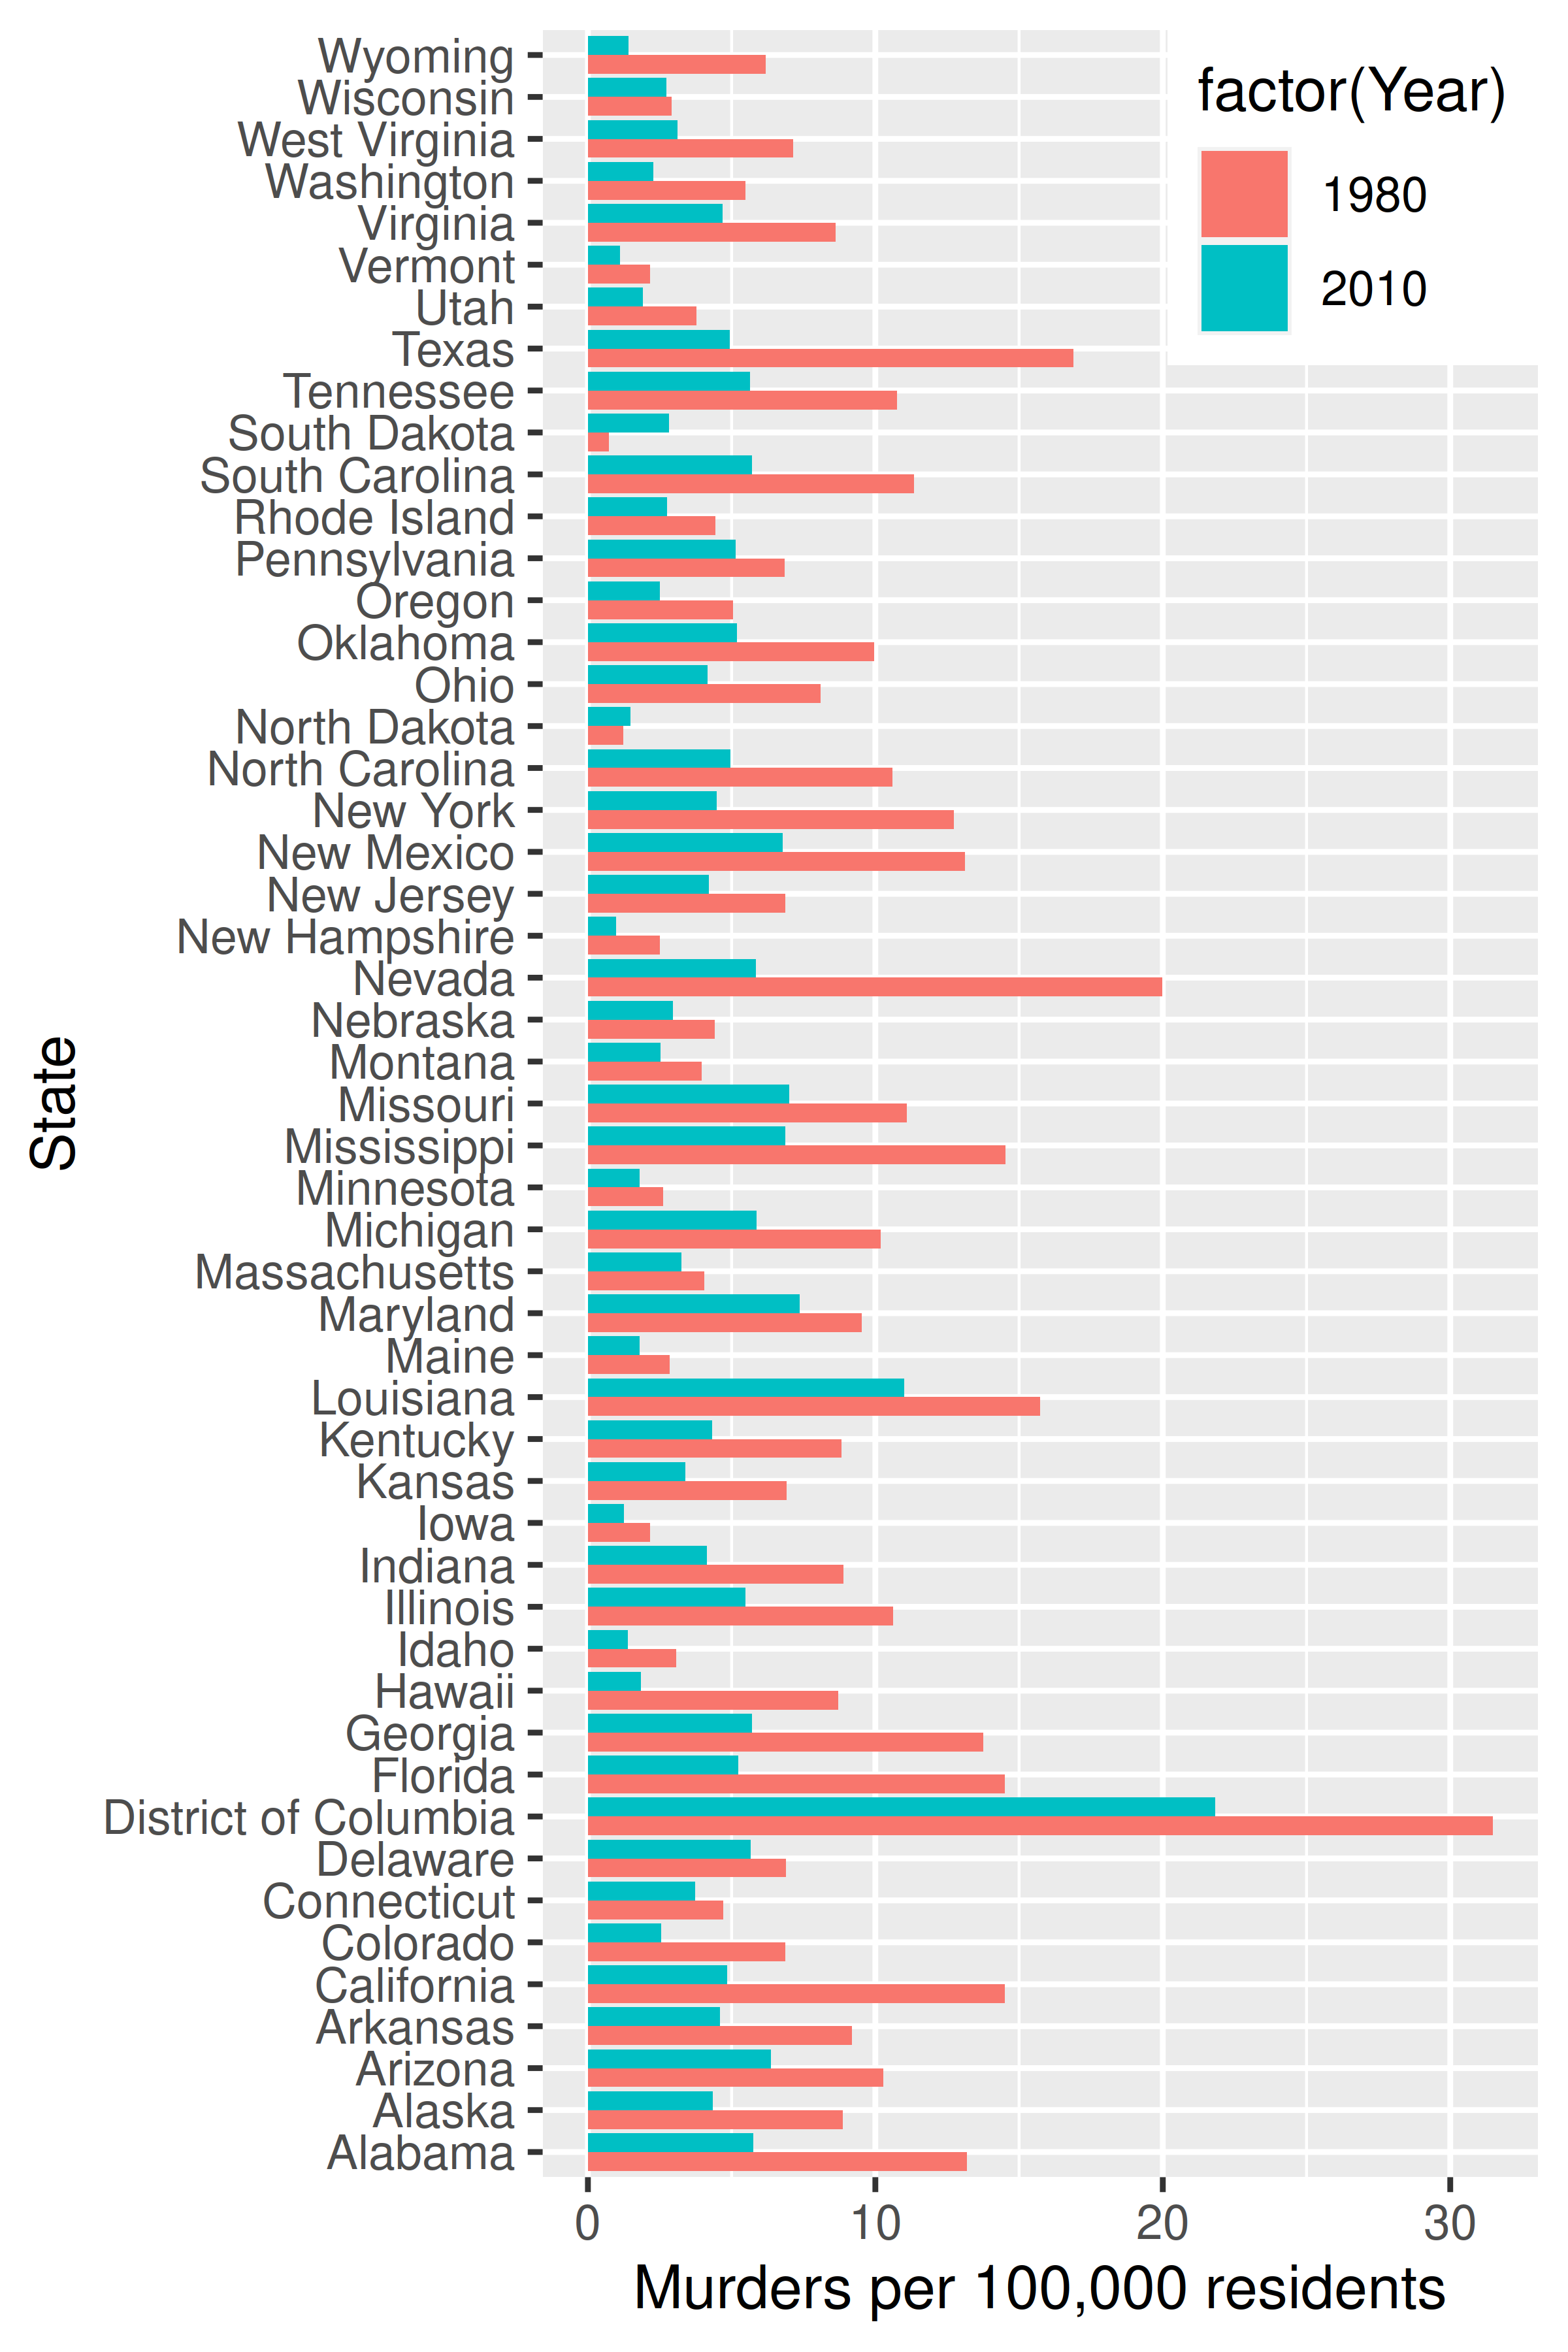 factor(Year)
1980
2010
Wyoming
Wisconsin
West Virginia
Washington
Virginia
Vermont
Utah
Texas
Tennessee
South Dakota
South Carolina
Rhode Island
Pennsylvania
Oregon
Oklahoma
Ohio
North Dakota
North Carolina
New York
New Mexico
New Jersey
New Hampshire
Nevada
Nebraska
Montana
Missouri
Mississippi
Minnesota
Michigan
Massachusetts
Maryland
Maine
Louisiana
Kentucky
Kansas
Iowa
Indiana
Illinois
Idaho
Hawaii
Georgia
Florida
District of Columbia
Delaware
Connecticut
Colorado
California
Arkansas
Arizona
Alaska
Alabama
State
0 10 20 30
Murders per 100,000 residents